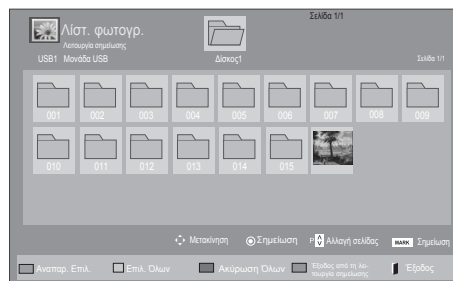 Σελίδα 1/1
Λίστ. φωτογρ.
Λειτουργία σημείωσης
USB1 Μονάδα USB
Δίσκος1
Σελίδα 1/1
001 002 003 004 005 006 007 008 009
010 011 012 013 014 015
Μετακίνηση Σημείωση P Αλλαγή σελίδας MARK Σημείωση
Αναπαρ. Επιλ. Επιλ. Όλων Ακύρωση Όλων Έξοδος από τη λει-
τουργία σημείωσης Έξοδος